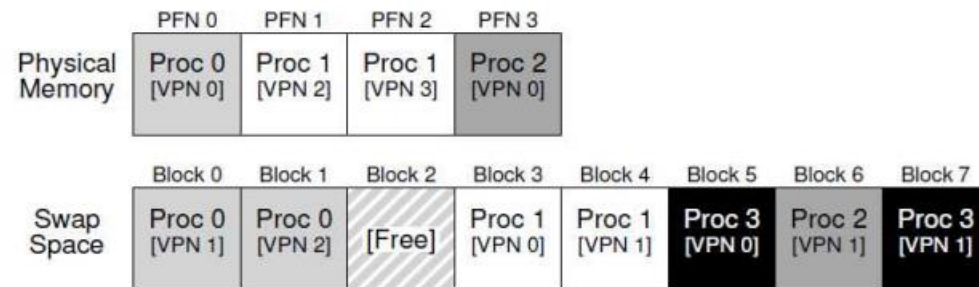 PFN 0 PFN 1 PFN 2 PFN 3
Physical Memory
Proc 0 [VPN 0]
Proc 1 [VPN 2]
Proc 1 [VPN 3]
Proc 2 [VPN 0]
Block 0 Block 1 Block 2 Block 3 Block 4 Block 5 Block 6 Block 7
Swap Space
Proc 0 [VPN 1]
Proc 0 [VPN 2]
[Free]
Proc 1 [VPN 0]
Proc 1 [VPN 1]
Proc 3 [VPN 0]
Proc 2 [VPN 1]
Proc 3 [VPN 1]